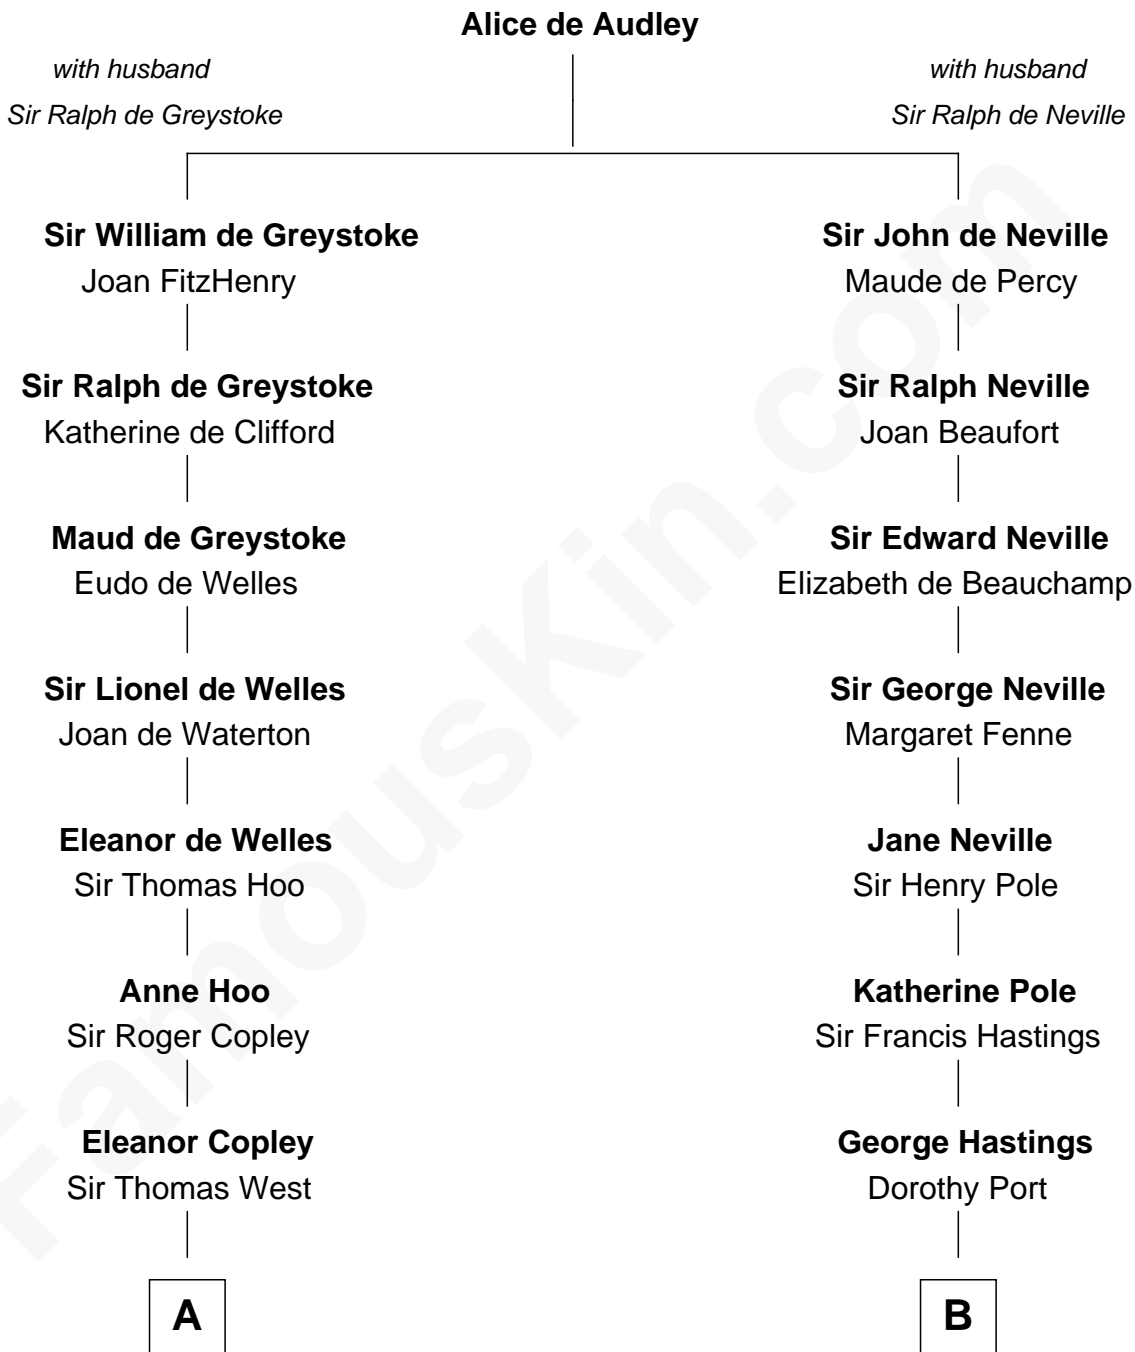 Alice de Audley
with husband
Sir Ralph de Greystoke
with husband
Sir Ralph de Neville
Sir William de Greystoke
Joan FitzHenry
Sir Ralph de Greystoke
Katherine de Clifford
Maud de Greystoke
Eudo de Welles
Sir Lionel de Welles
Joan de Waterton
Eleanor de Welles
Sir Thomas Hoo
Anne Hoo
Sir Roger Copley
Eleanor Copley
Sir Thomas West
A
Sir John de Neville
Maude de Percy
Sir Ralph Neville
Joan Beaufort
Sir Edward Neville
Elizabeth de Beauchamp
Sir George Neville
Margaret Fenne
Jane Neville
Sir Henry Pole
Katherine Pole
Sir Francis Hastings
George Hastings
Dorothy Port
B
FamousKin.com